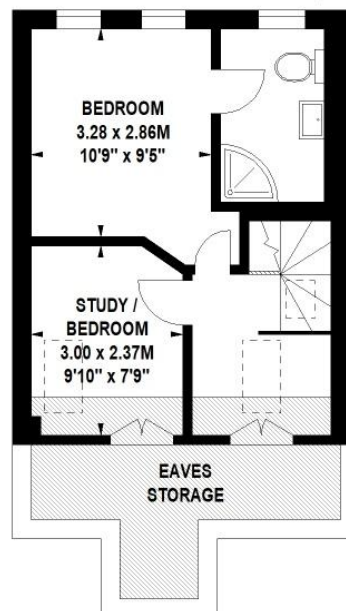 BEDROOM
3.28 x 2.86M
10'9" x 9'5"
STUDY /
BEDROOM
3.00 x 2.37M
9'10" x 7'9"
EAVES
STORAGE